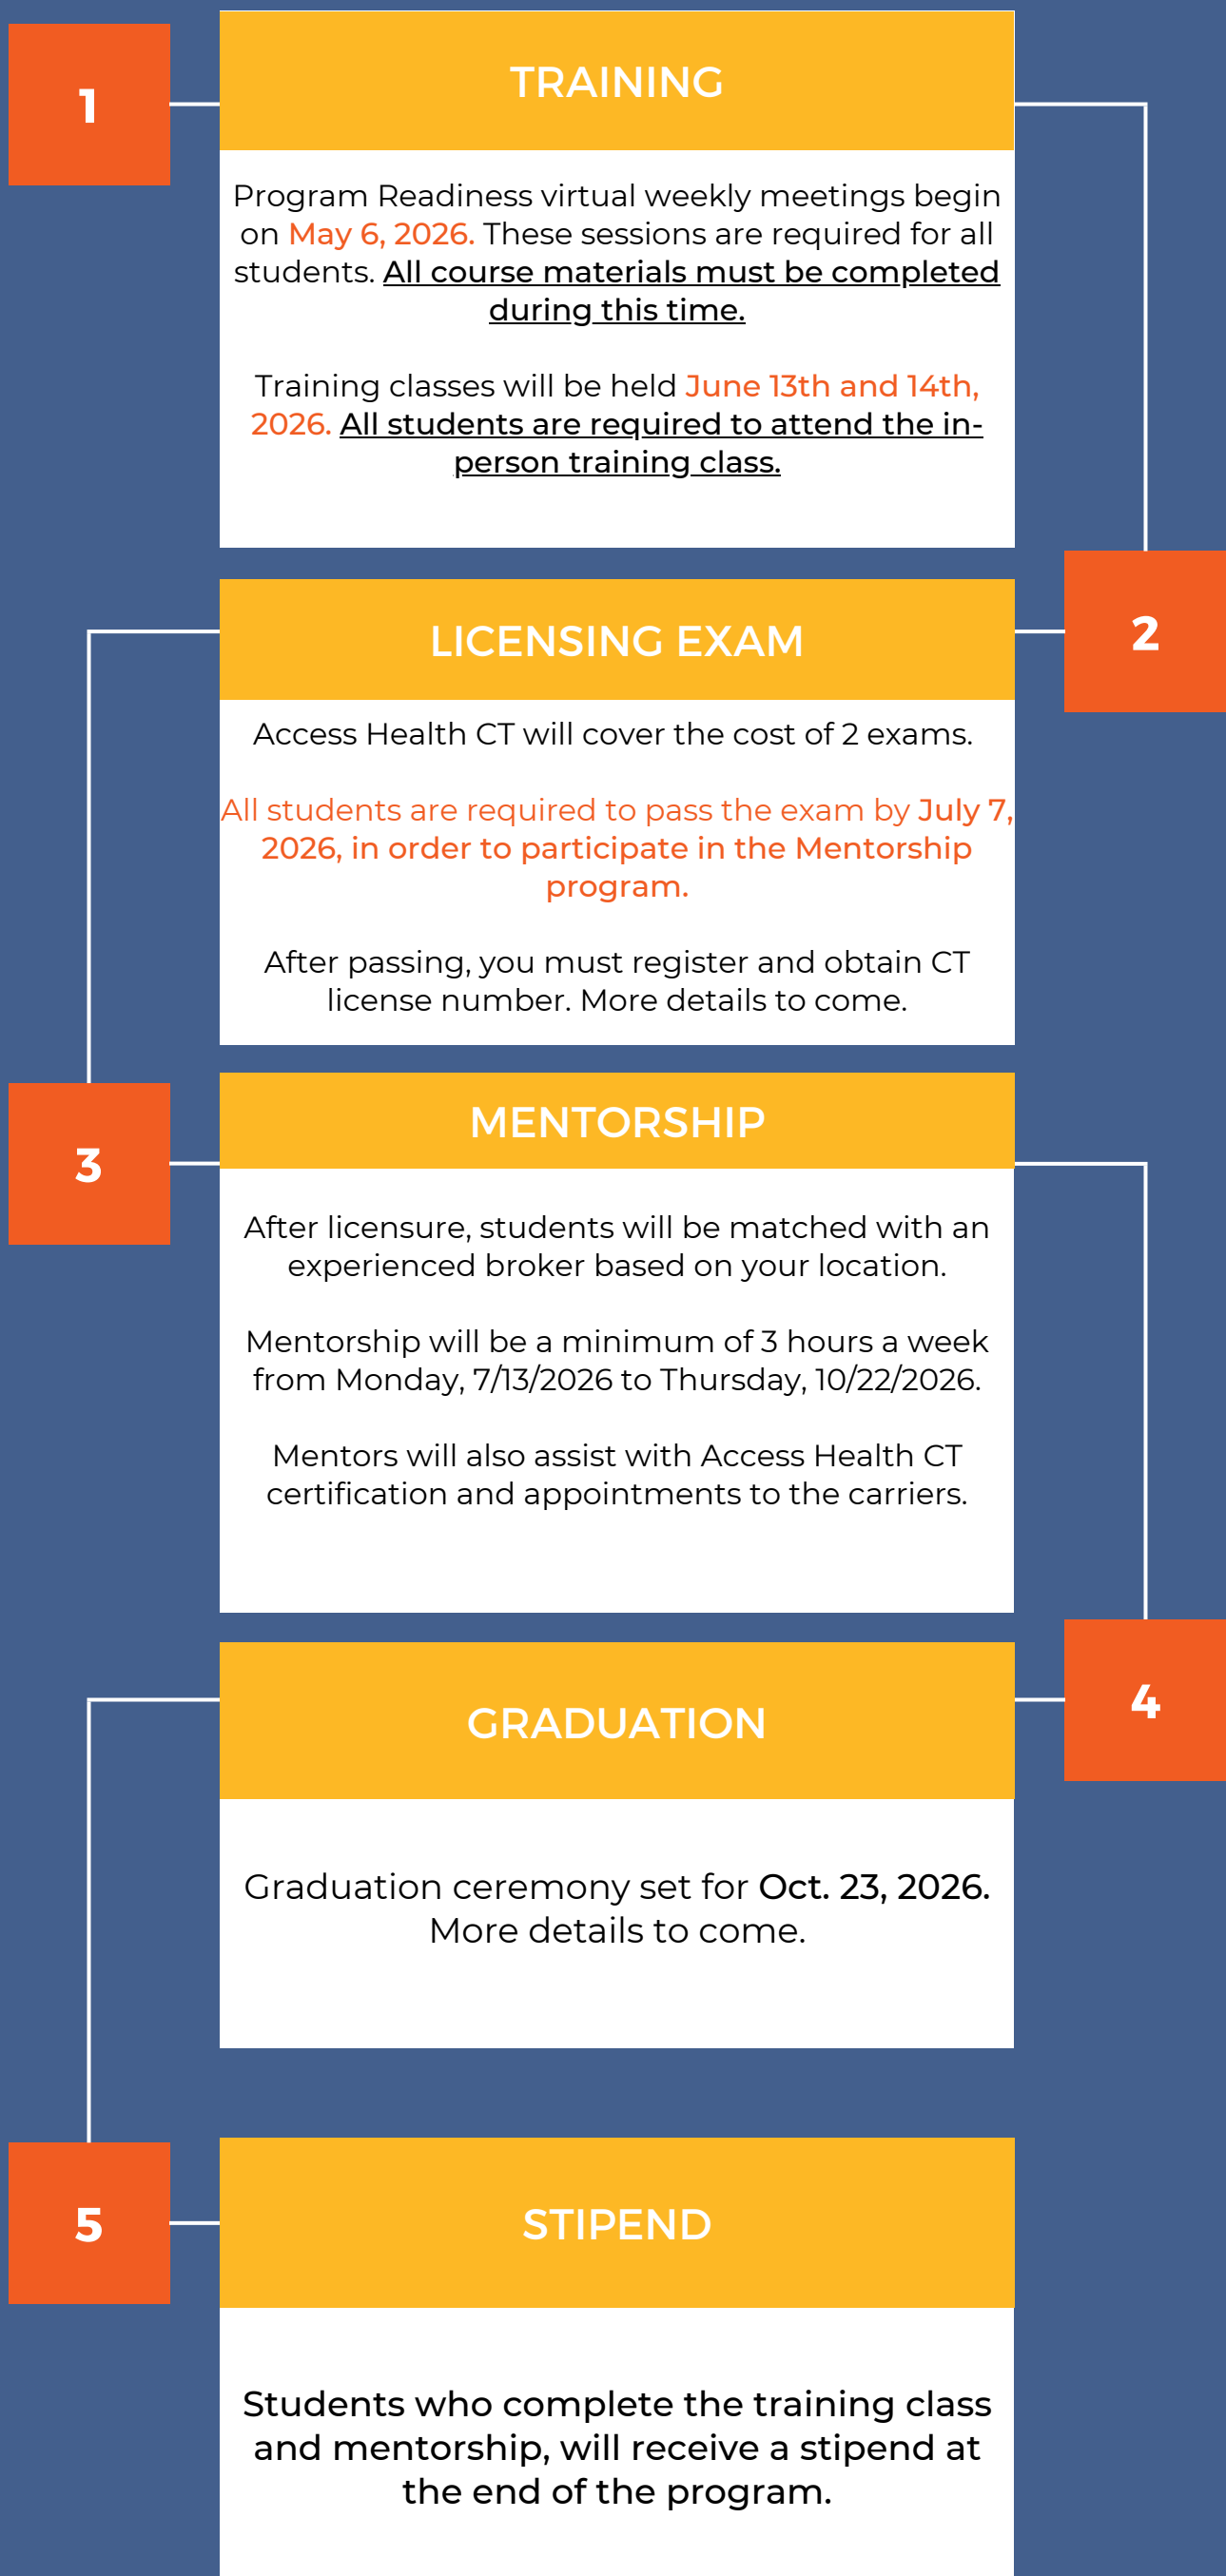 1
TRAINING
Program Readiness virtual weekly meetings begin
on May 6, 2026. These sessions are required for all
students. All course materials must be completed
during this time.
Training classes will be held June 13th and 14th,
2026. All students are required to attend the in-
person training class.
2
LICENSING EXAM
Access Health CT will cover the cost of 2 exams.
All students are required to pass the exam by July 7,
2026, in order to participate in the Mentorship
program.
After passing, you must register and obtain CT
license number. More details to come.
3
MENTORSHIP
After licensure, students will be matched with an
experienced broker based on your location.
Mentorship will be a minimum of 3 hours a week
from Monday, 7/13/2026 to Thursday, 10/22/2026.
Mentors will also assist with Access Health CT
certification and appointments to the carriers.
4
GRADUATION
Graduation ceremony set for Oct. 23, 2026.
More details to come.
5
STIPEND
Students who complete the training class
and mentorship, will receive a stipend at
the end of the program.